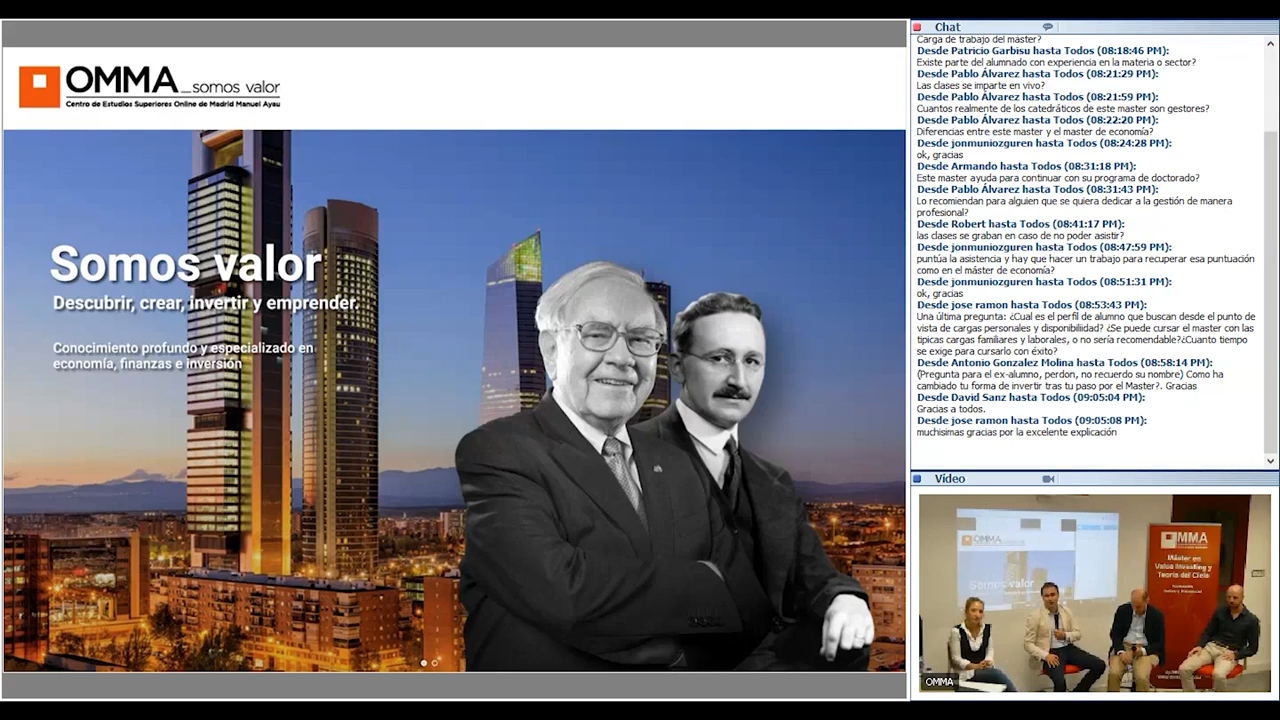 OMMA_somos valor
Centro de Estudios Superiores Online de Madrid Manuel Ayau
Somos valor
Descubrir, crear, invertir y emprender.
Conocimiento profundo y especializado en
economía, finanzas e inversión
Chat
Carga de trabajo del máster?
Desde Patricio Garbisu hasta Todos (08:18:46 PM):
Existe parte del alumnado con experiencia en la materia o sector?
Desde Pablo Álvarez hasta Todos (08:21:29 PM):
Las clases se imparte en vivo?
Desde Pablo Álvarez hasta Todos (08:21:59 PM):
Cuantos realmente de los catedráticos de este master son gestores?
Desde Pablo Álvarez hasta Todos (08:22:20 PM):
Diferencias entre este master y el master de economía?
Desde jonmuniozguren hasta Todos (08:24:28 PM):
ok, gracias
Desde Armando hasta Todos (08:31:18 PM):
Este master ayuda para continuar con su programa de doctorado?
Desde Pablo Álvarez hasta Todos (08:31:43 PM):
Lo recomiendan para alguien que se quiera dedicar a la gestión de manera
profesional?
Desde Robert hasta Todos (08:41:17 PM):
las clases se graban en caso de no poder asistir?
Desde jonmuniozguren hasta Todos (08:47:59 PM):
puntúa la asistencia y hay que hacer un trabajo para recuperar esa puntuación
como en el máster de economía?
Desde jonmuniozguren hasta Todos (08:51:31 PM):
ok, gracias
Desde jose ramon hasta Todos (08:53:43 PM):
Una última pregunta: ¿Cual es el perfil de alumno que buscan desde el punto de
vista de cargas personales y disponibiliidad? ¿Se puede cursar el master con las
tipicas cargas familiares y laborales, o no sería recomendable?¿Cuanto tiempo
se exige para cursarlo con éxito?
Desde Antonio Gonzalez Molina hasta Todos (08:58:14 PM):
(Pregunta para el ex-alumno, perdon, no recuerdo su nombre) Como ha
cambiado tu forma de invertir tras tu paso por el Master?. Gracias
Desde David Sanz hasta Todos (09:05:04 PM):
Gracias a todos.
Desde jose ramon hasta Todos (09:05:08 PM):
muchisimas gracias por la excelente explicación
Vídeo
OMMA
Somos valor
OMMA
Máster en
Value Investing y
Teoría del Ciclo
OMMA